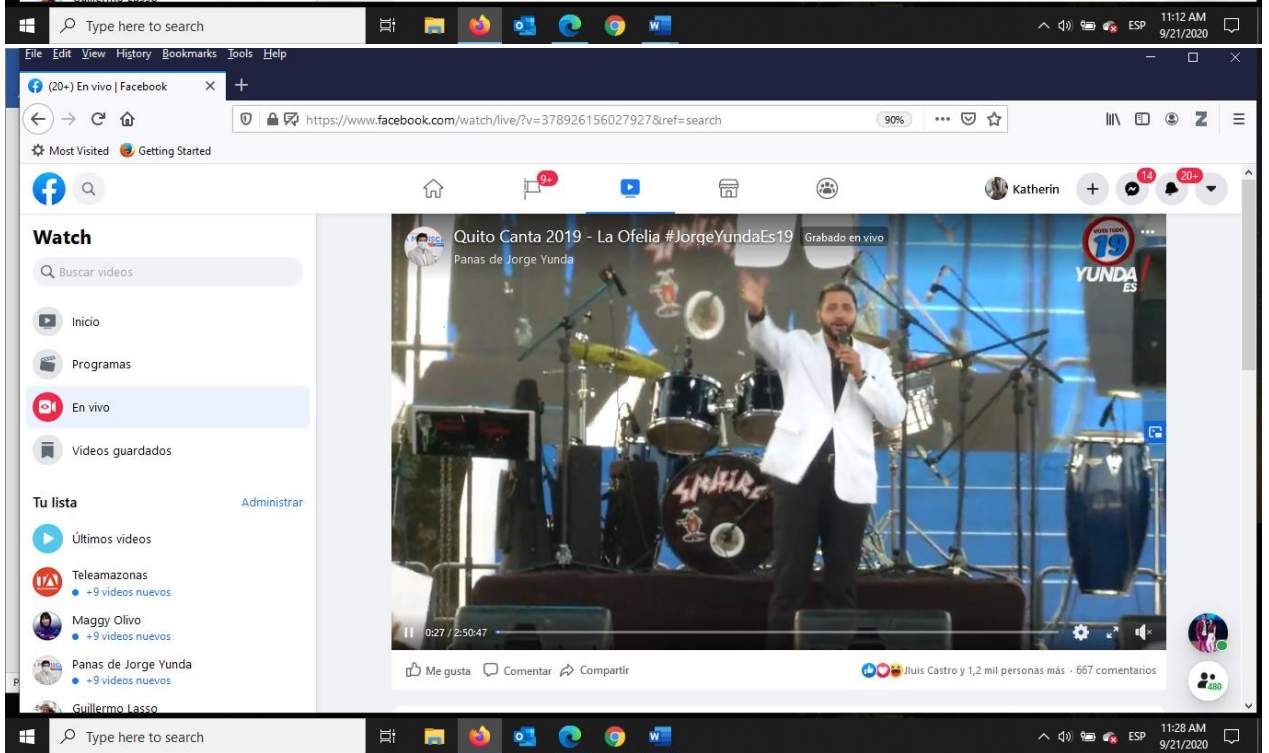 Guillermo Lasso
Type here to search
ESP
11:12 AM
9/21/2020
File Edit View History Bookmarks Tools Help
(20+) En vivo | Facebook
https://www.facebook.com/watch/live/?v=378926156027927&ref=search
90%
Most Visited Getting Started
9+
Katherin
14
20+
Watch
Buscar videos
Inicio
Programas
En vivo
Videos guardados
Tu lista Administrar
Últimos videos
Teleamazonas
+9 videos nuevos
Maggy Olivo
+9 videos nuevos
Panas de Jorge Yunda
+9 videos nuevos
Guillermo Lasso
Quito Canta 2019 - La Ofelia #JorgeYundaEs19 Grabado en vivo
Panas de Jorge Yunda
VOTA TODO
19
YUNDA
ES!
0:27 / 2:50:47
Me gusta Comentar Compartir
Jluis Castro y 1,2 mil personas más · 667 comentarios
480
Type here to search
ESP
11:28 AM
9/21/2020